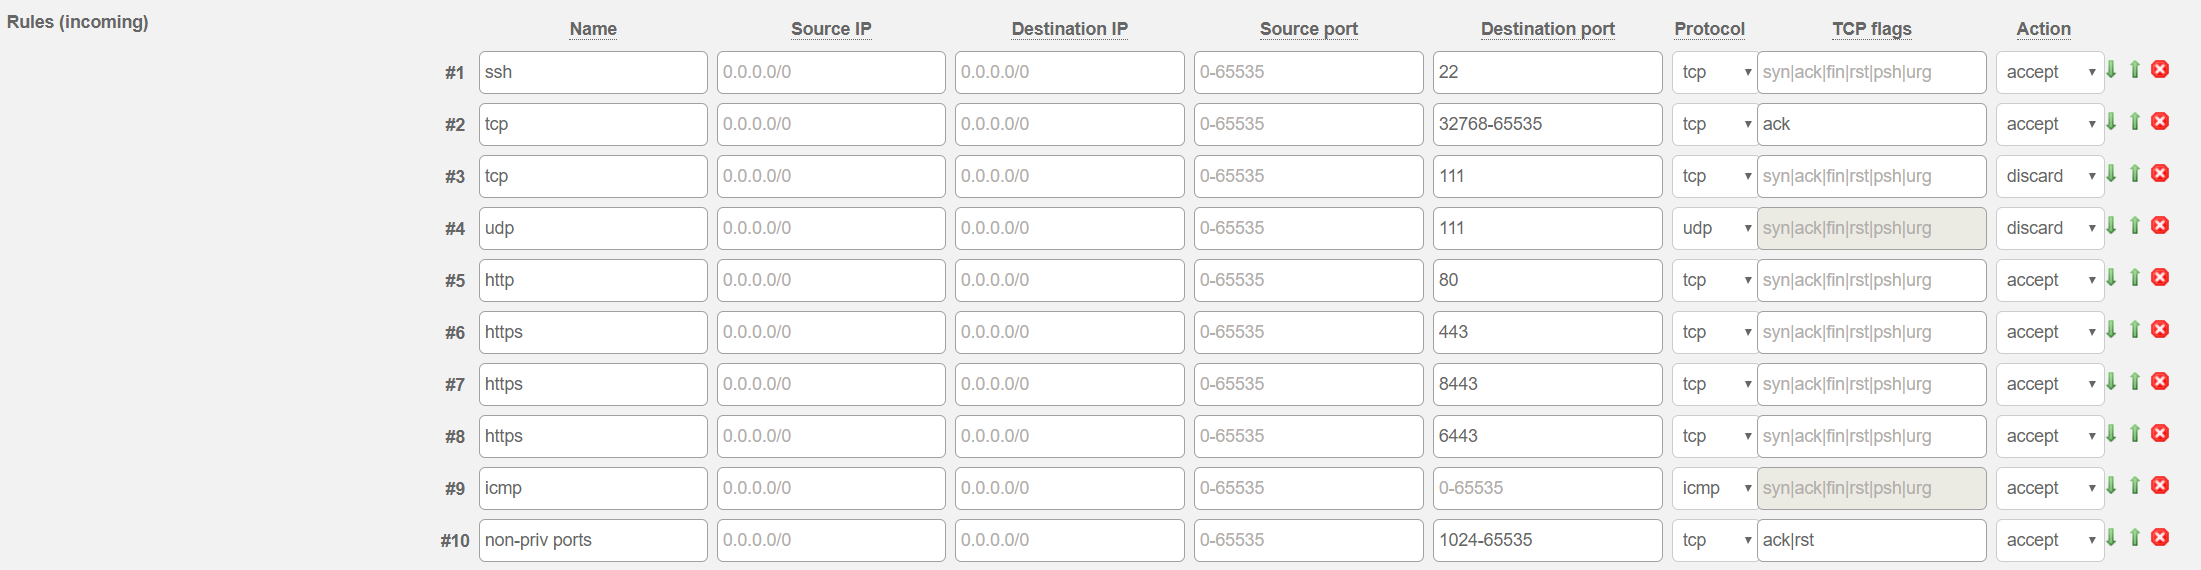 Rules (incoming)
Name Source IP Destination IP Source port Destination port Protocol TCP flags Action
#1 ssh 0.0.0.0/0 0.0.0.0/0 0-65535 22 tcp syn|ack|fin|rst|psh|urg accept
#2 tcp 0.0.0.0/0 0.0.0.0/0 0-65535 32768-65535 tcp ack accept
#3 tcp 0.0.0.0/0 0.0.0.0/0 0-65535 111 tcp syn|ack|fin|rst|psh|urg discard
#4 udp 0.0.0.0/0 0.0.0.0/0 0-65535 111 udp syn|ack|fin|rst|psh|urg discard
#5 http 0.0.0.0/0 0.0.0.0/0 0-65535 80 tcp syn|ack|fin|rst|psh|urg accept
#6 https 0.0.0.0/0 0.0.0.0/0 0-65535 443 tcp syn|ack|fin|rst|psh|urg accept
#7 https 0.0.0.0/0 0.0.0.0/0 0-65535 8443 tcp syn|ack|fin|rst|psh|urg accept
#8 https 0.0.0.0/0 0.0.0.0/0 0-65535 6443 tcp syn|ack|fin|rst|psh|urg accept
#9 icmp 0.0.0.0/0 0.0.0.0/0 0-65535 0-65535 icmp syn|ack|fin|rst|psh|urg accept
#10 non-priv ports 0.0.0.0/0 0.0.0.0/0 0-65535 1024-65535 tcp ack|rst accept